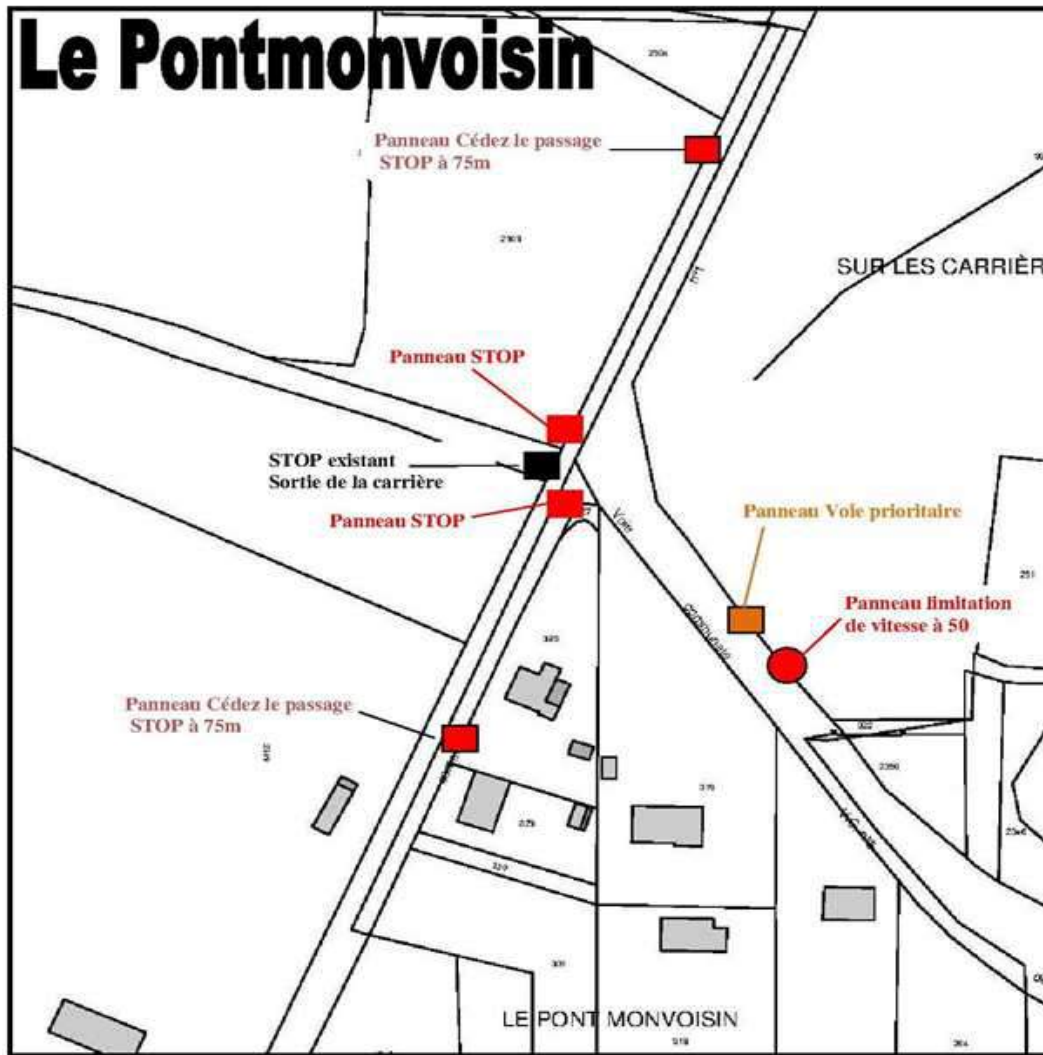 Le Pontmonvoisin
Panneau Cédez le passage
STOP à 75m
SUR LES CARRIÈR
Panneau STOP
STOP existant
Sortie de la carrière
Panneau STOP
Panneau Voie prioritaire
Panneau limitation
de vitesse à 50
Voie
communale
Panneau Cédez le passage
STOP à 75m
LE PONT MONVOISIN